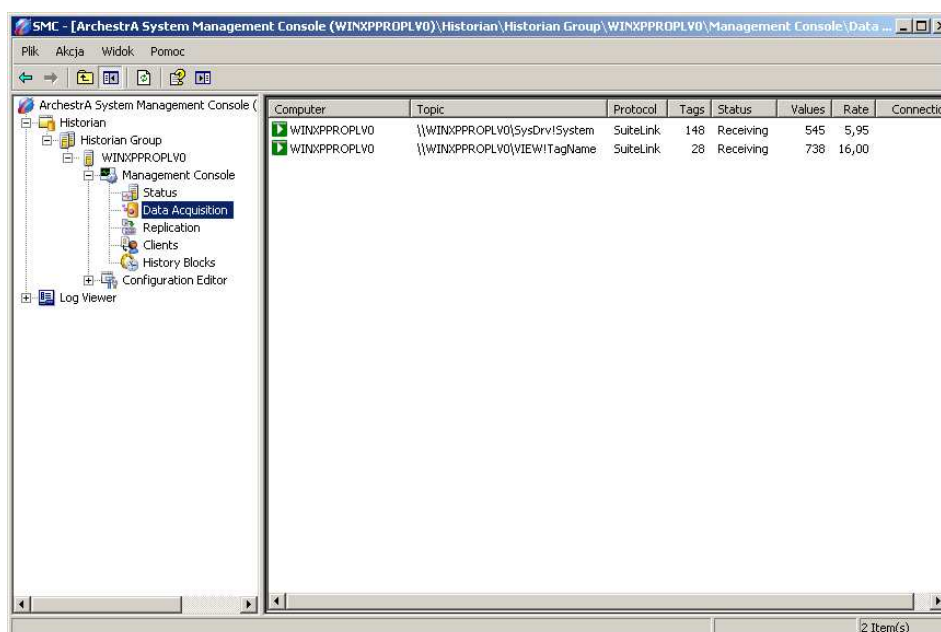 SMC - [ArchestrA System Management Console (WINXPPROPLV0)\Historian\Historian Group\WINXPPROPLV0\Management Console\Data ...
Plik Akcja Widok Pomoc
ArchestrA System Management Console (
Historian
Historian Group
WINXPPROPLV0
Management Console
Status
Data Acquisition
Replication
Clients
History Blocks
Configuration Editor
Log Viewer
Computer Topic Protocol Tags Status Values Rate Connectio
WINXPPROPLV0 \\WINXPPROPLV0\SysDrv!System SuiteLink 148 Receiving 545 5,95
WINXPPROPLV0 \\WINXPPROPLV0\VIEW!TagName SuiteLink 28 Receiving 738 16,00
2 Item(s)